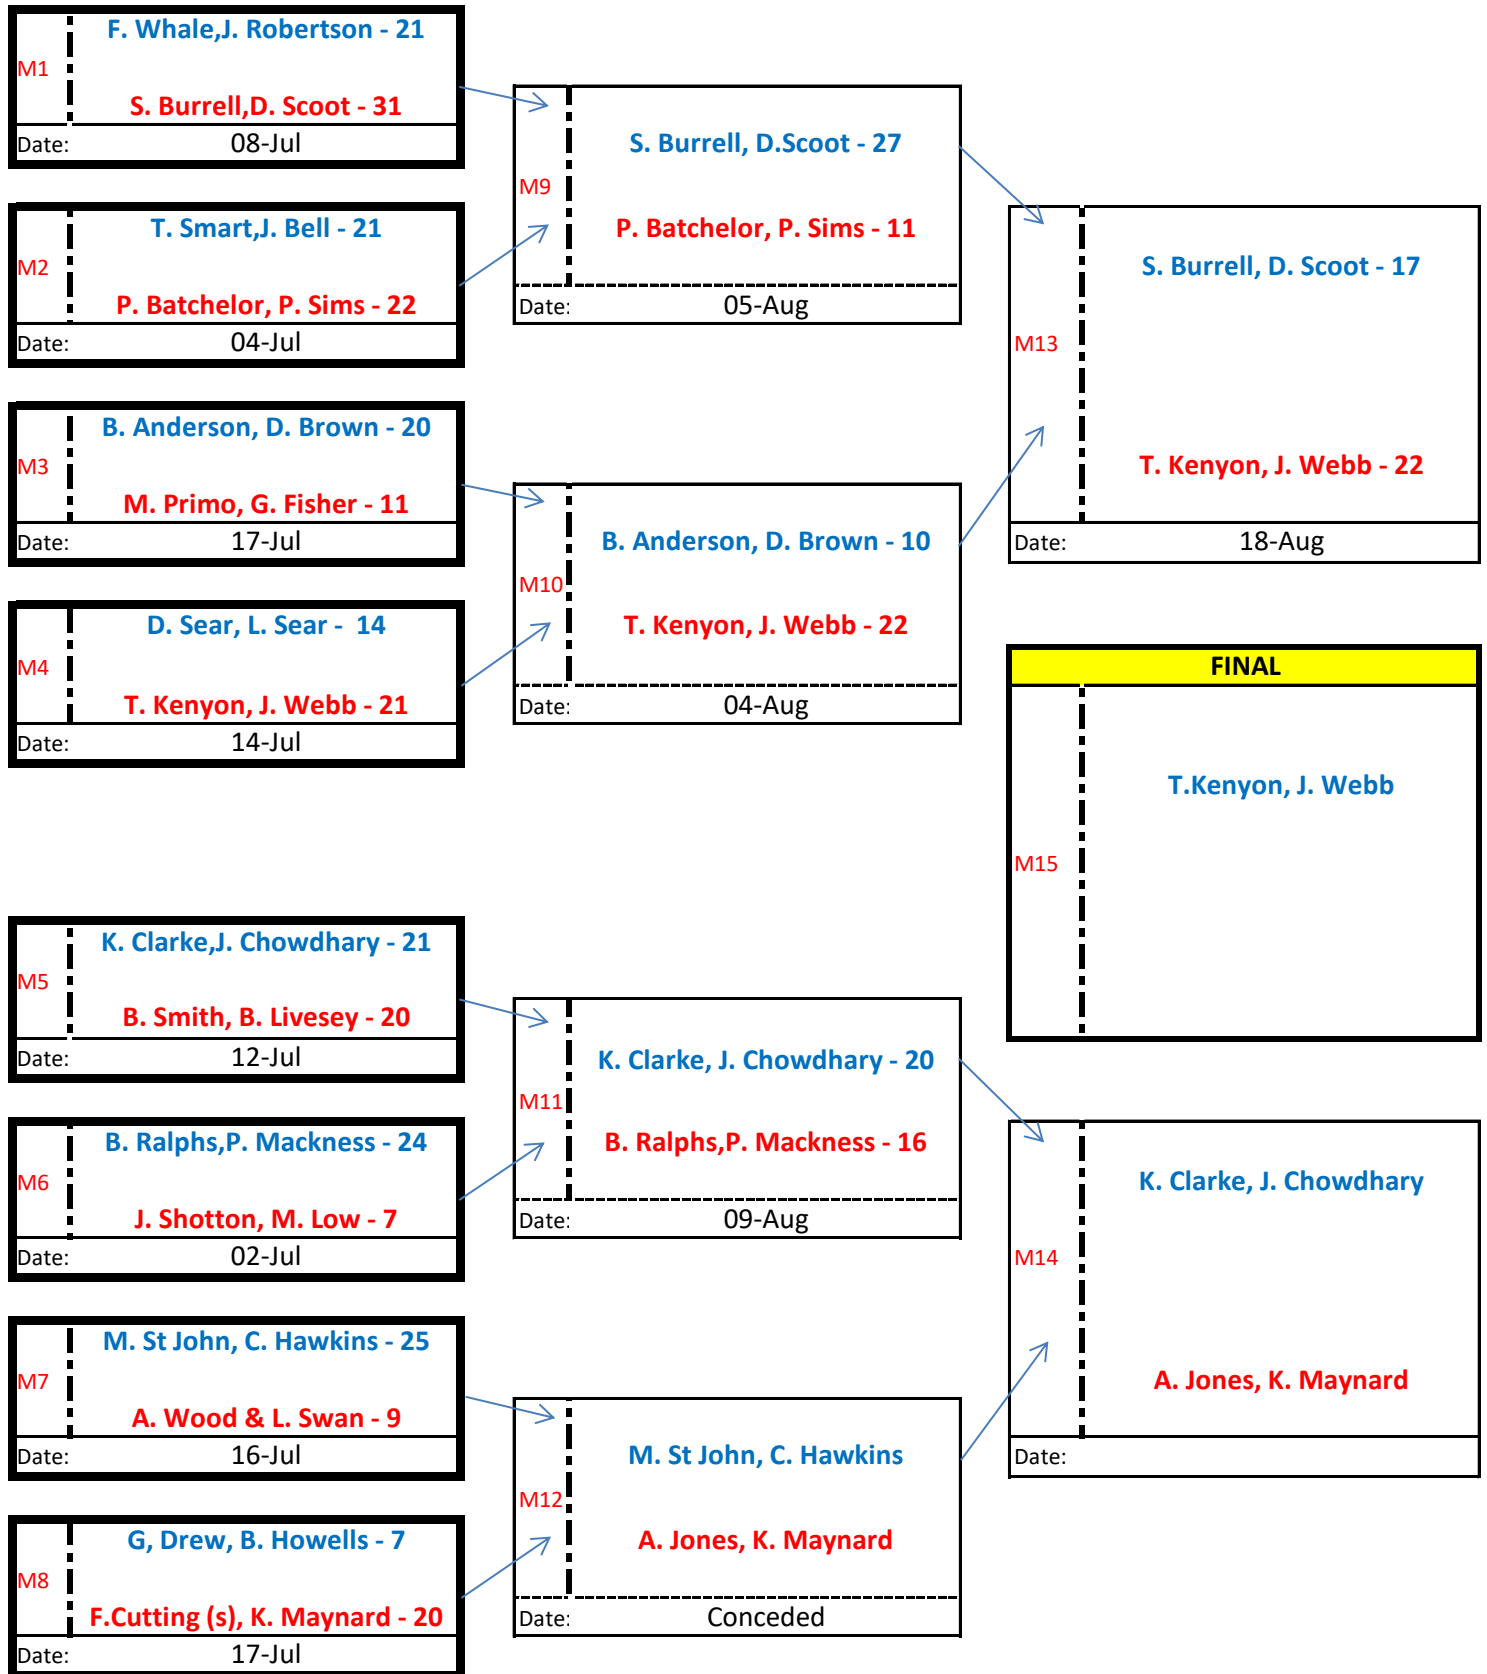 M1
F. Whale,J. Robertson - 21
S. Burrell,D. Scoot - 31
Date: 08-Jul
M2
T. Smart,J. Bell - 21
P. Batchelor, P. Sims - 22
Date: 04-Jul
M3
B. Anderson, D. Brown - 20
M. Primo, G. Fisher - 11
Date: 17-Jul
M4
D. Sear, L. Sear - 14
T. Kenyon, J. Webb - 21
Date: 14-Jul
M5
K. Clarke,J. Chowdhary - 21
B. Smith, B. Livesey - 20
Date: 12-Jul
M6
B. Ralphs,P. Mackness - 24
J. Shotton, M. Low - 7
Date: 02-Jul
M7
M. St John, C. Hawkins - 25
A. Wood & L. Swan - 9
Date: 16-Jul
M8
G, Drew, B. Howells - 7
F.Cutting (s), K. Maynard - 20
Date: 17-Jul
M9
S. Burrell, D.Scoot - 27
P. Batchelor, P. Sims - 11
Date: 05-Aug
M10
B. Anderson, D. Brown - 10
T. Kenyon, J. Webb - 22
Date: 04-Aug
M11
K. Clarke, J. Chowdhary - 20
B. Ralphs,P. Mackness - 16
Date: 09-Aug
M12
M. St John, C. Hawkins
A. Jones, K. Maynard
Date: Conceded
M13
S. Burrell, D. Scoot - 17
T. Kenyon, J. Webb - 22
Date: 18-Aug
FINAL
M15
T.Kenyon, J. Webb
M14
K. Clarke, J. Chowdhary
A. Jones, K. Maynard
Date: